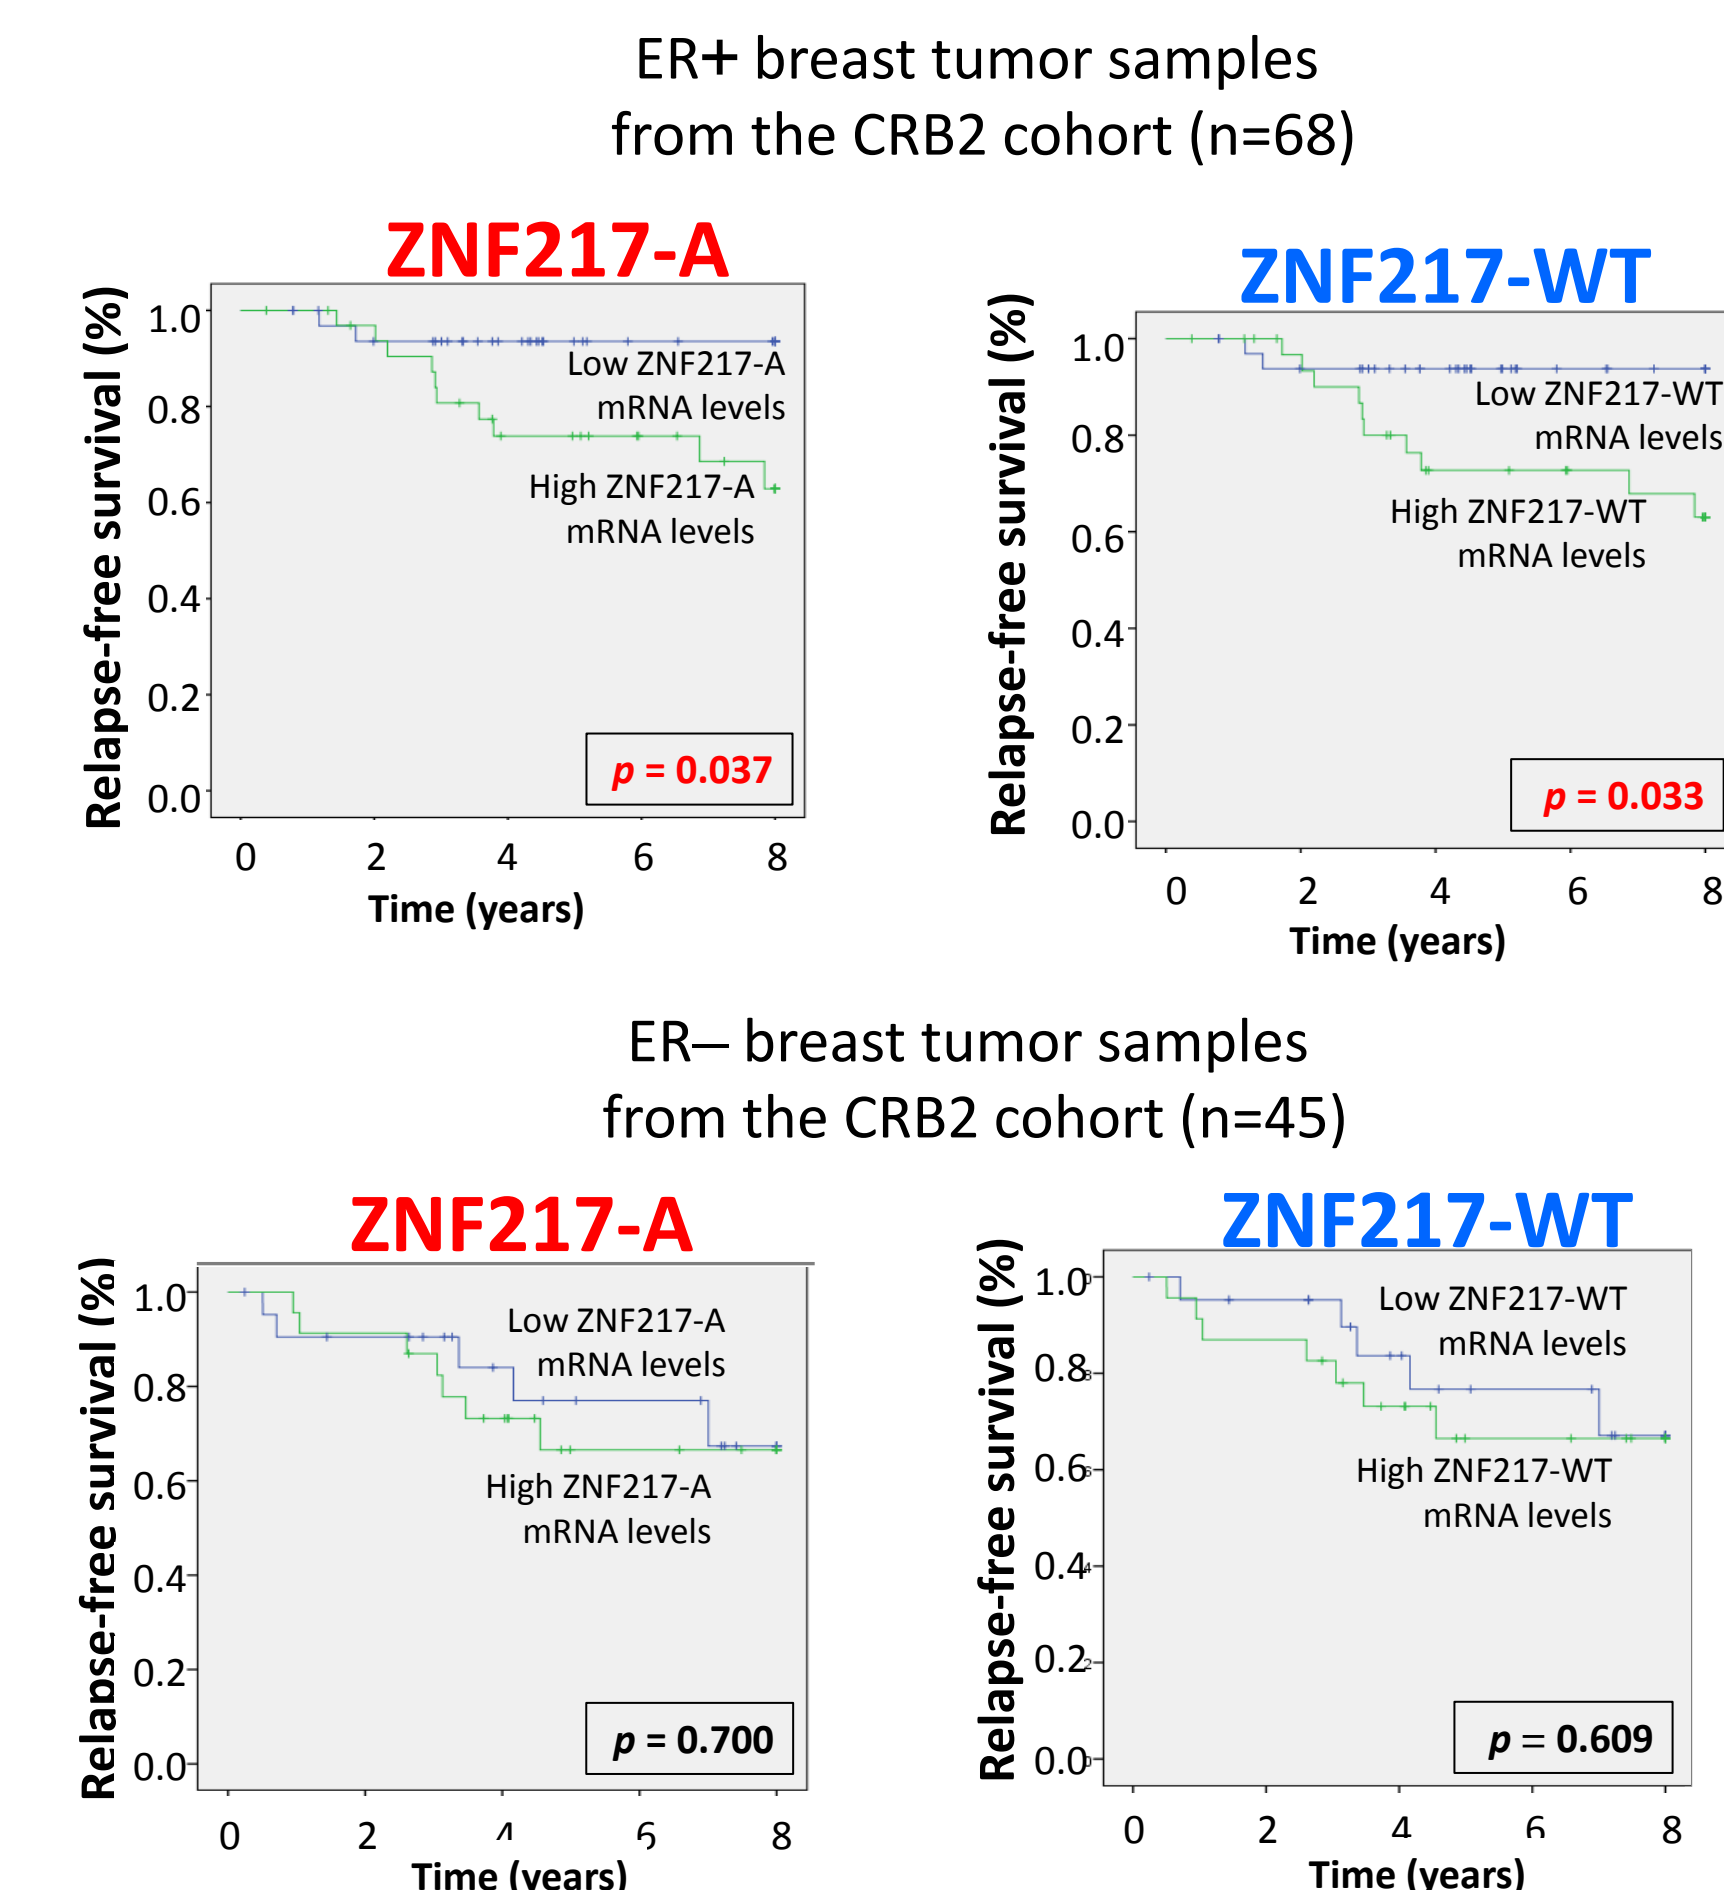 ER+ breast tumor samples
from the CRB2 cohort (n=68)
ZNF217-A
Relapse-free survival (%)
1.0
0.8
0.6
0.4
0.2
0.0
Low ZNF217-A
mRNA levels
High ZNF217-A
mRNA levels
p = 0.037
0 2 4 6 8
Time (years)
ZNF217-WT
Relapse-free survival (%)
1.0
0.8
0.6
0.4
0.2
0.0
Low ZNF217-WT
mRNA levels
High ZNF217-WT
mRNA levels
p = 0.033
0 2 4 6 8
Time (years)
ER– breast tumor samples
from the CRB2 cohort (n=45)
ZNF217-A
Relapse-free survival (%)
1.0
0.8
0.6
0.4
0.2
0.0
Low ZNF217-A
mRNA levels
High ZNF217-A
mRNA levels
p = 0.700
0 2 4 6 8
Time (years)
ZNF217-WT
Relapse-free survival (%)
1.0
0.8
0.6
0.4
0.2
0.0
Low ZNF217-WT
mRNA levels
High ZNF217-WT
mRNA levels
p = 0.609
0 2 4 6 8
Time (years)